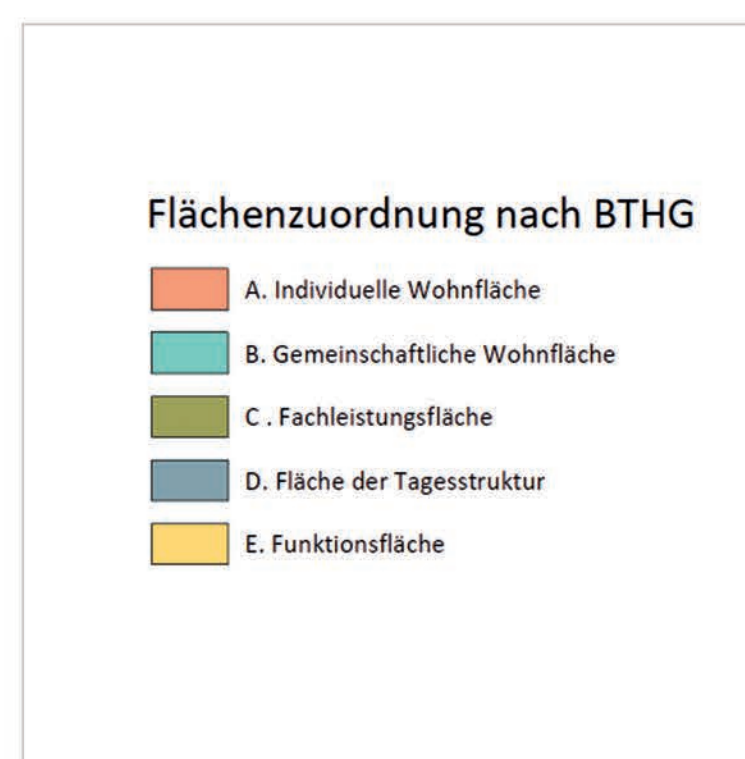 Flächenzuordnung nach BTHG
A. Individuelle Wohnfläche
B. Gemeinschaftliche Wohnfläche
C . Fachleistungsfläche
D. Fläche der Tagesstruktur
E. Funktionsfläche